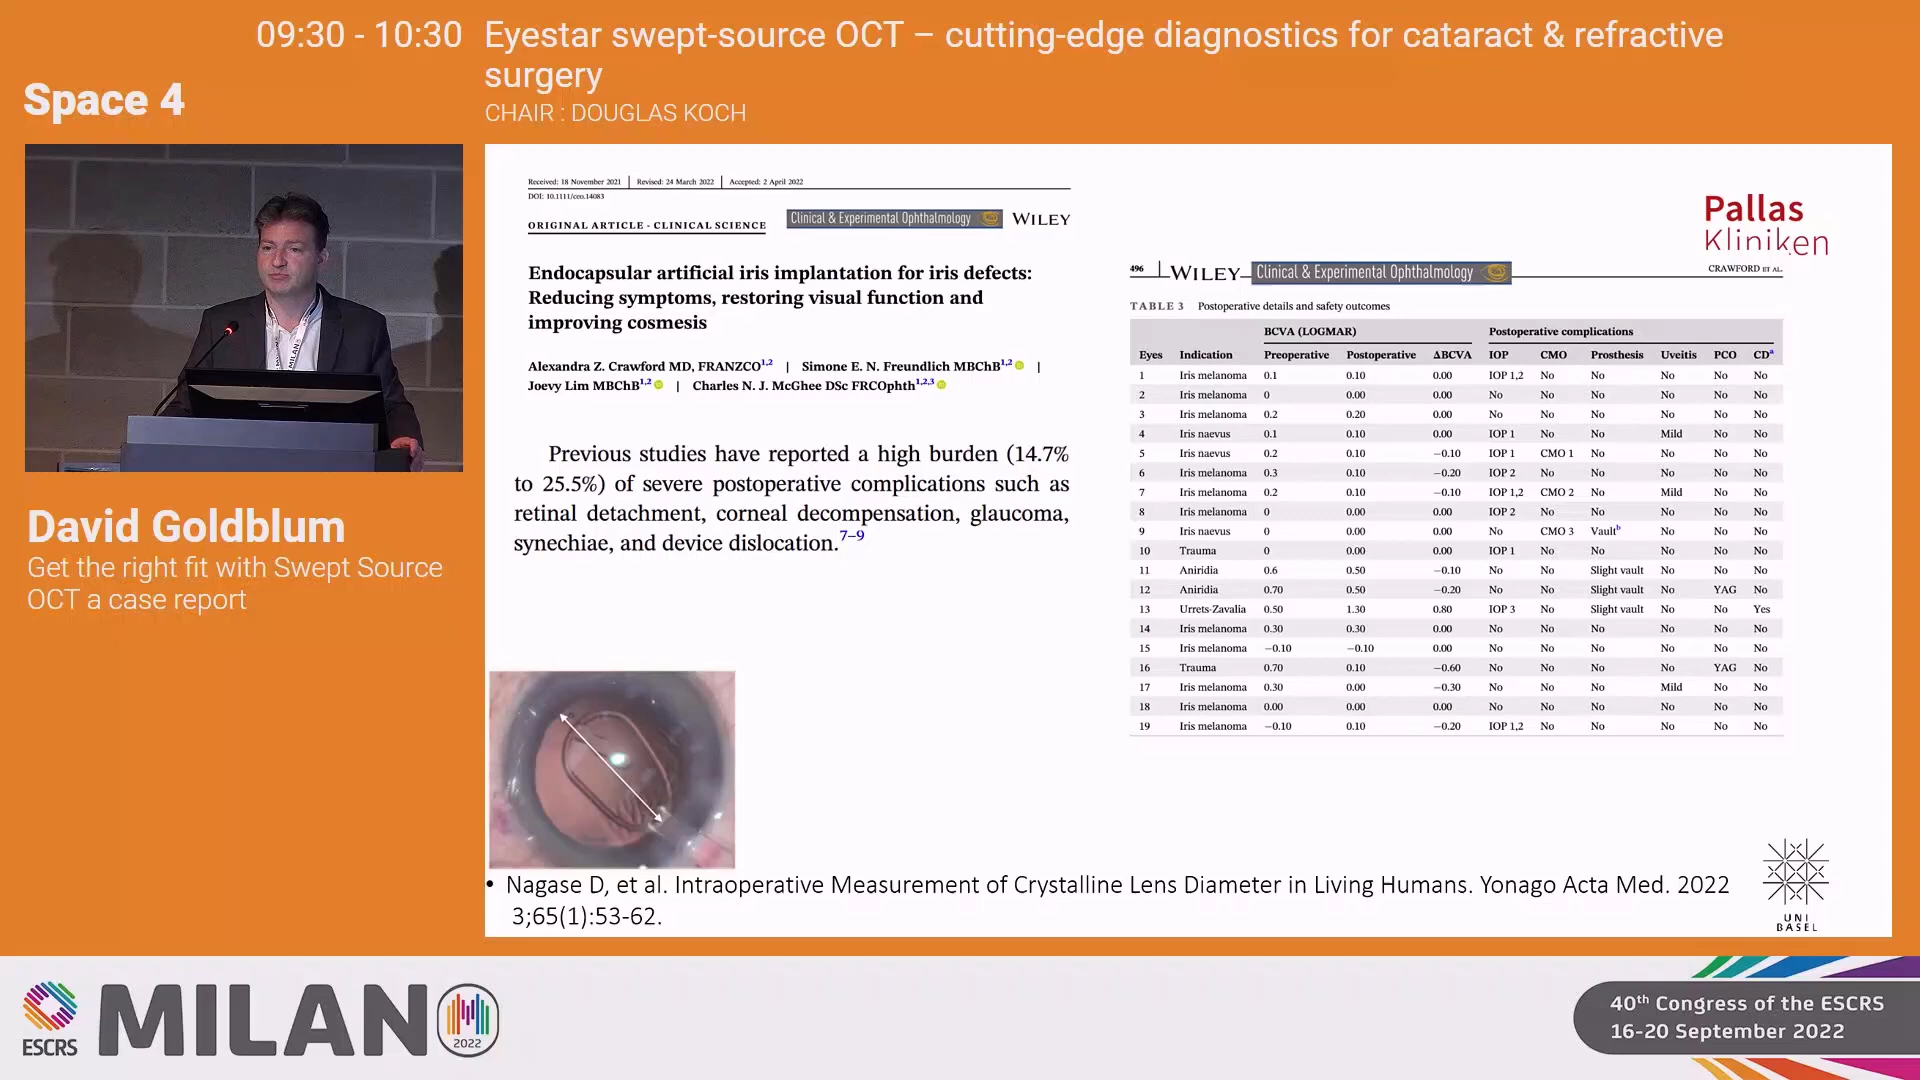 09:30 - 10:30 Eyestar swept-source OCT – cutting-edge diagnostics for cataract & refractive
surgery
Space 4
CHAIR : DOUGLAS KOCH
David Goldblum
Get the right fit with Swept Source
OCT a case report
Received: 18 November 2021 | Revised: 24 March 2022 | Accepted: 2 April 2022
DOI: 10.1111/ceo.14083
ORIGINAL ARTICLE - CLINICAL SCIENCE
Clinical & Experimental Ophthalmology WILEY
Endocapsular artificial iris implantation for iris defects:
Reducing symptoms, restoring visual function and
improving cosmesis
Alexandra Z. Crawford MD, FRANZCO1,2 | Simone E. N. Freundlich MBChB1,2 |
Joevy Lim MBChB1,2 | Charles N. J. McGhee DSc FRCOphth1,2,3
Previous studies have reported a high burden (14.7%
to 25.5%) of severe postoperative complications such as
retinal detachment, corneal decompensation, glaucoma,
synechiae, and device dislocation.7–9
Pallas
Kliniken
496 WILEY Clinical & Experimental Ophthalmology CRAWFORD ET AL.
TABLE 3 Postoperative details and safety outcomes
BCVA (LOGMAR) Postoperative complications
Eyes Indication Preoperative Postoperative ΔBCVA IOP CMO Prosthesis Uveitis PCO CDa
1 Iris melanoma 0.1 0.10 0.00 IOP 1,2 No No No No No
2 Iris melanoma 0 0.00 0.00 No No No No No No
3 Iris melanoma 0.2 0.20 0.00 No No No No No No
4 Iris naevus 0.1 0.10 0.00 IOP 1 No No Mild No No
5 Iris naevus 0.2 0.10 −0.10 IOP 1 CMO 1 No No No No
6 Iris melanoma 0.3 0.10 −0.20 IOP 2 No No No No No
7 Iris melanoma 0.2 0.10 −0.10 IOP 1,2 CMO 2 No Mild No No
8 Iris melanoma 0 0.00 0.00 IOP 2 No No No No No
9 Iris naevus 0 0.00 0.00 No CMO 3 Vaultb No No No
10 Trauma 0 0.00 0.00 IOP 1 No No No No No
11 Aniridia 0.6 0.50 −0.10 No No Slight vault No No No
12 Aniridia 0.70 0.50 −0.20 No No Slight vault No YAG No
13 Urrets-Zavalia 0.50 1.30 0.80 IOP 3 No Slight vault No No Yes
14 Iris melanoma 0.30 0.30 0.00 No No No No No No
15 Iris melanoma −0.10 −0.10 0.00 No No No No No No
16 Trauma 0.70 0.10 −0.60 No No No No YAG No
17 Iris melanoma 0.30 0.00 −0.30 No No No Mild No No
18 Iris melanoma 0.00 0.00 0.00 No No No No No No
19 Iris melanoma −0.10 0.10 −0.20 IOP 1,2 No No No No No
• Nagase D, et al. Intraoperative Measurement of Crystalline Lens Diameter in Living Humans. Yonago Acta Med. 2022
3;65(1):53-62.
UNI
BASEL
ESCRS
MILANO
2022
40th Congress of the ESCRS
16-20 September 2022